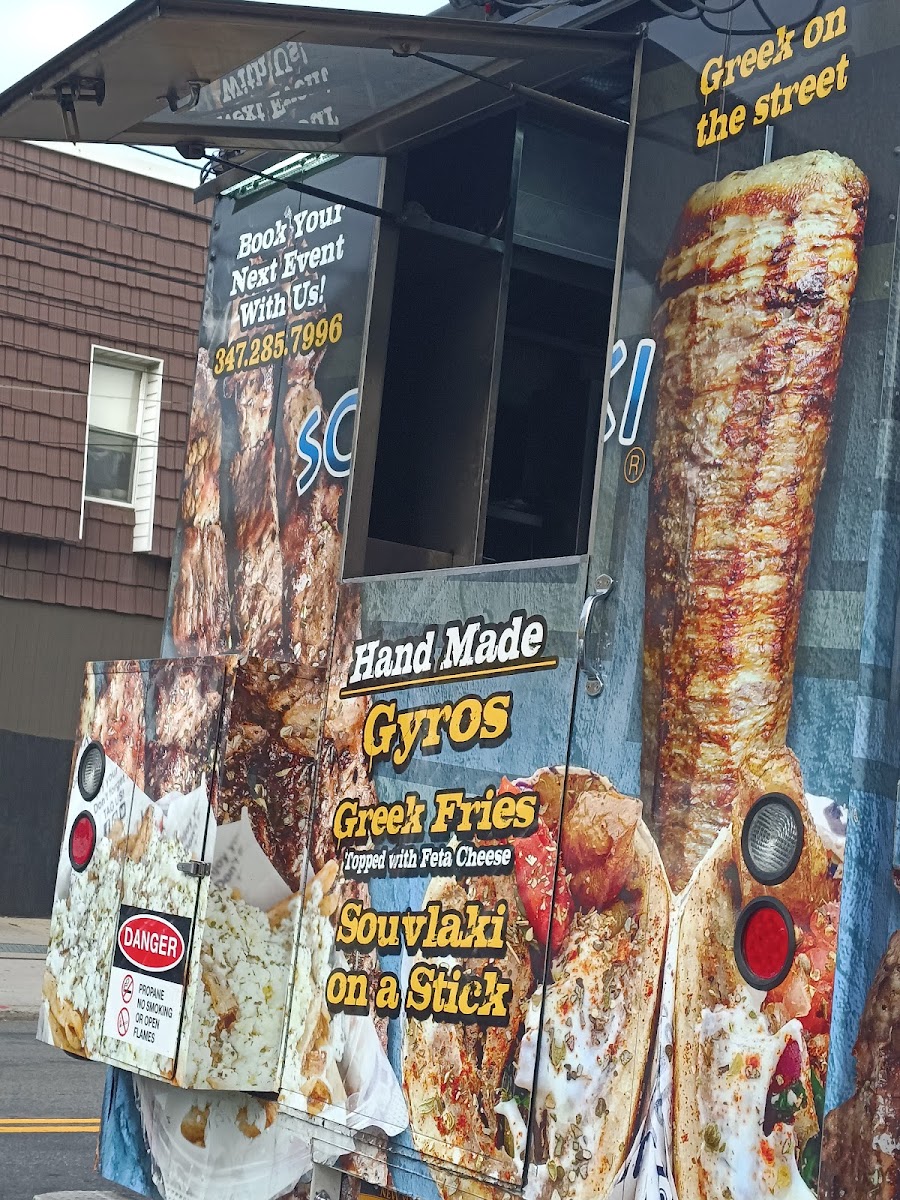 Greek on
the street
Book Your
Next Event
With Us!
347.285.7996
®
Hand Made
Gyros
Greek Fries
Topped with Feta Cheese
Souvlaki
on a Stick
DANGER
PROPANE
NO SMOKING
OR OPEN
FLAMES